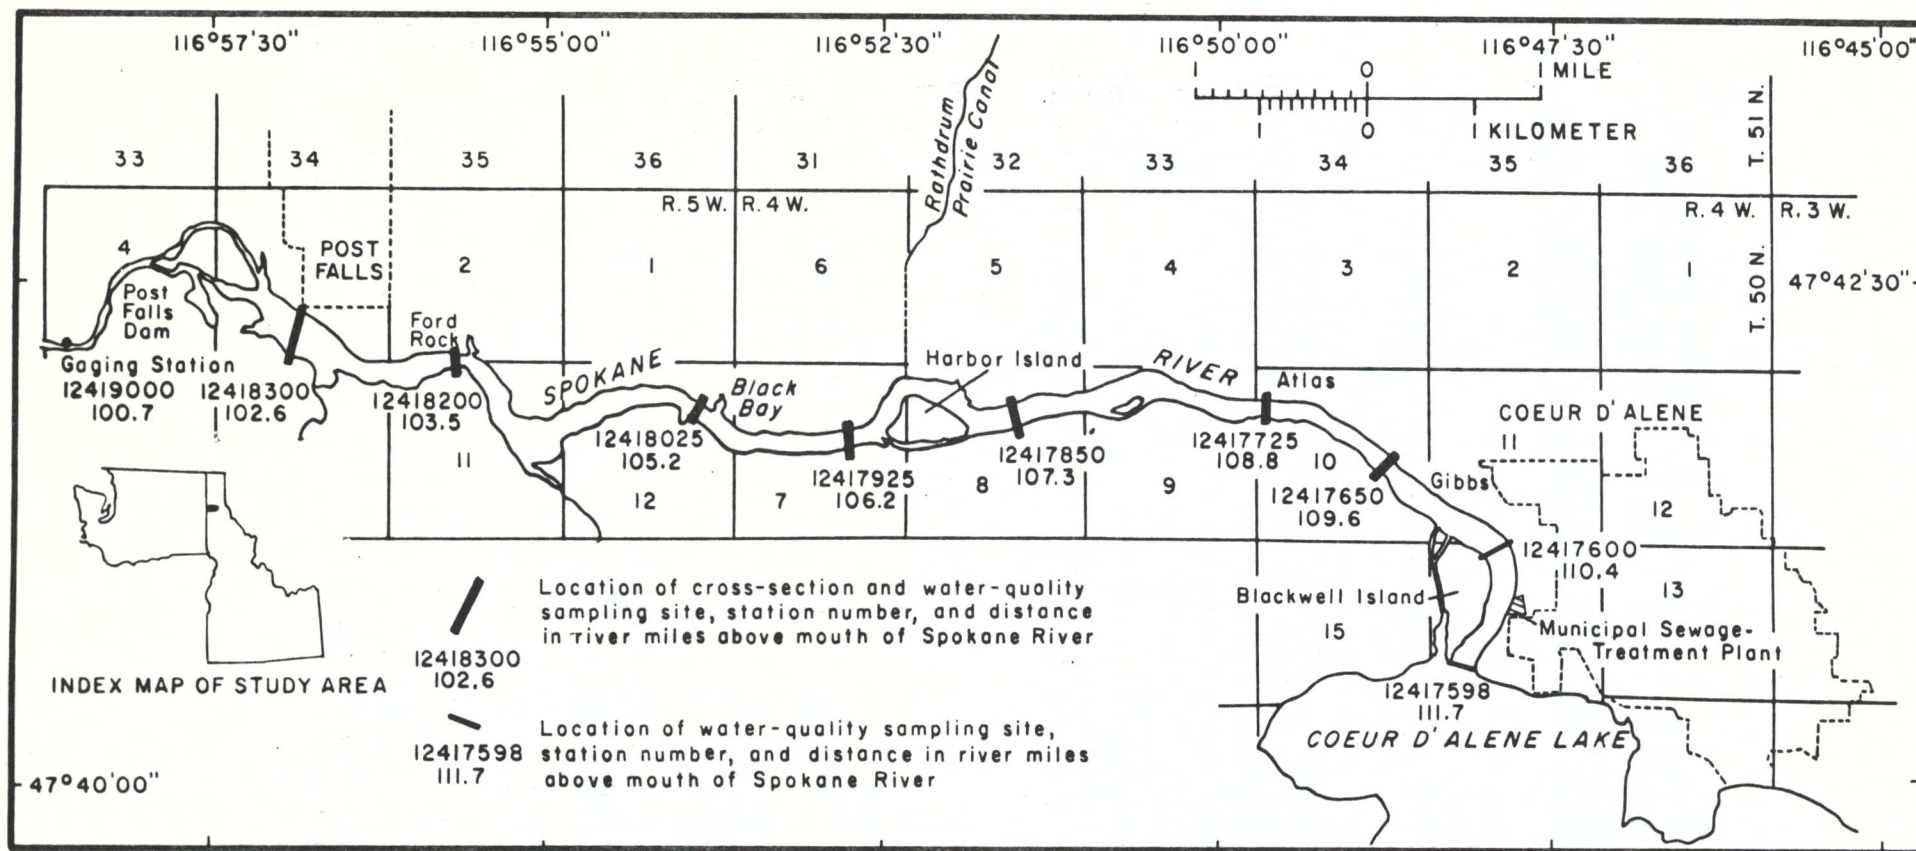 116°57'30"
116°55'00"
116°52'30"
116°50'00"
116°47'30"
116°45'00"
1 0 1 MILE
1 0 1 KILOMETER
Rathdrum
Prairie Canal
T. 51 N.
33
34
35
36
31
32
33
34
35
36
R. 5 W. R. 4 W.
R. 4 W. R. 3 W.
4
POST
FALLS
2
1
6
5
4
3
2
1
T. 50 N.
47°42'30"
Post
Falls
Dam
Ford
Rock
Gaging Station
12419000
100.7
12418300
102.6
12418200
103.5
SPOKANE
RIVER
Black
Bay
Harbor Island
Atlas
COEUR D'ALENE
12418025
105.2
12417925
106.2
12417850
107.3
12417725
108.8
12417650
109.6
Gibbs
11
12
7
8
9
10
11
12
12417600
110.4
13
Blackwell Island
15
Municipal Sewage-
Treatment Plant
12417598
111.7
COEUR D'ALENE LAKE
INDEX MAP OF STUDY AREA
Location of cross-section and water-quality
sampling site, station number, and distance
in river miles above mouth of Spokane River
12418300
102.6
Location of water-quality sampling site,
station number, and distance in river miles
above mouth of Spokane River
12417598
111.7
47°40'00"